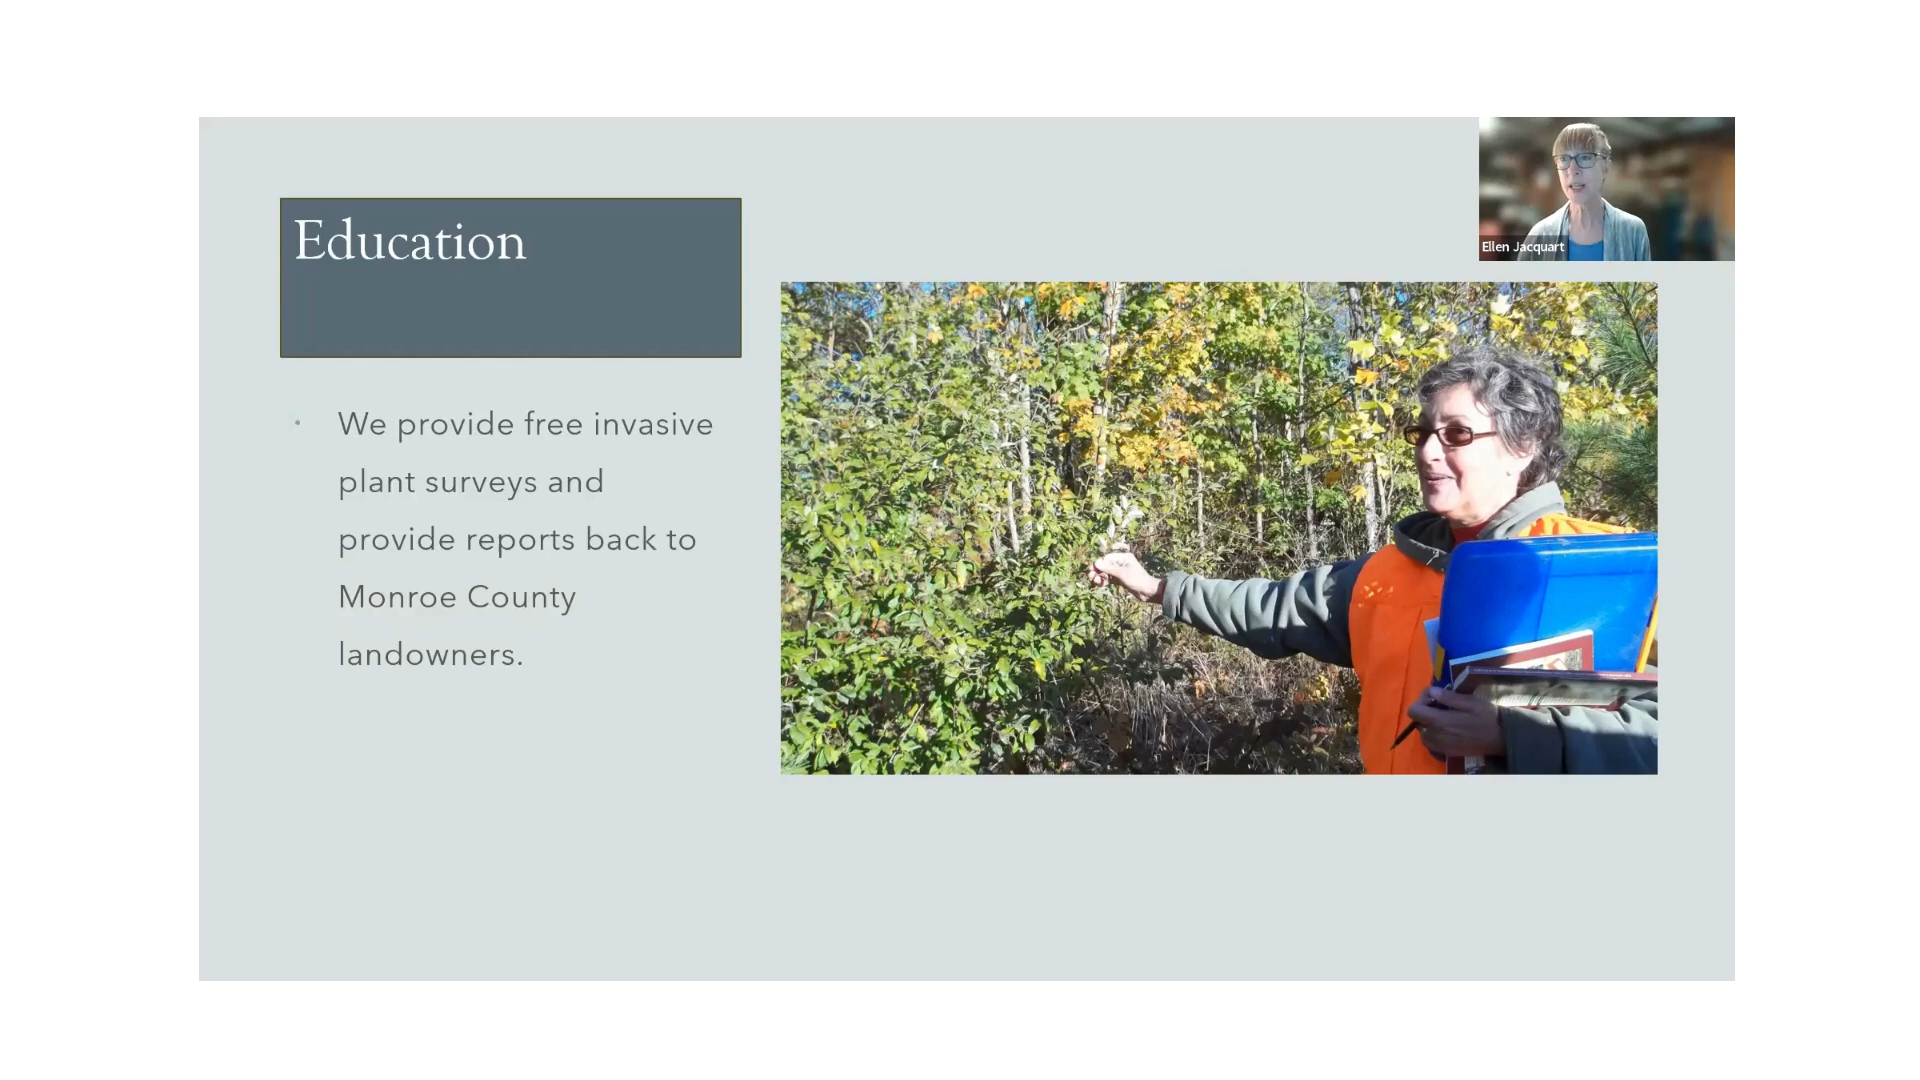 Education
Ellen Jacquart
We provide free invasive
plant surveys and
provide reports back to
Monroe County
landowners.